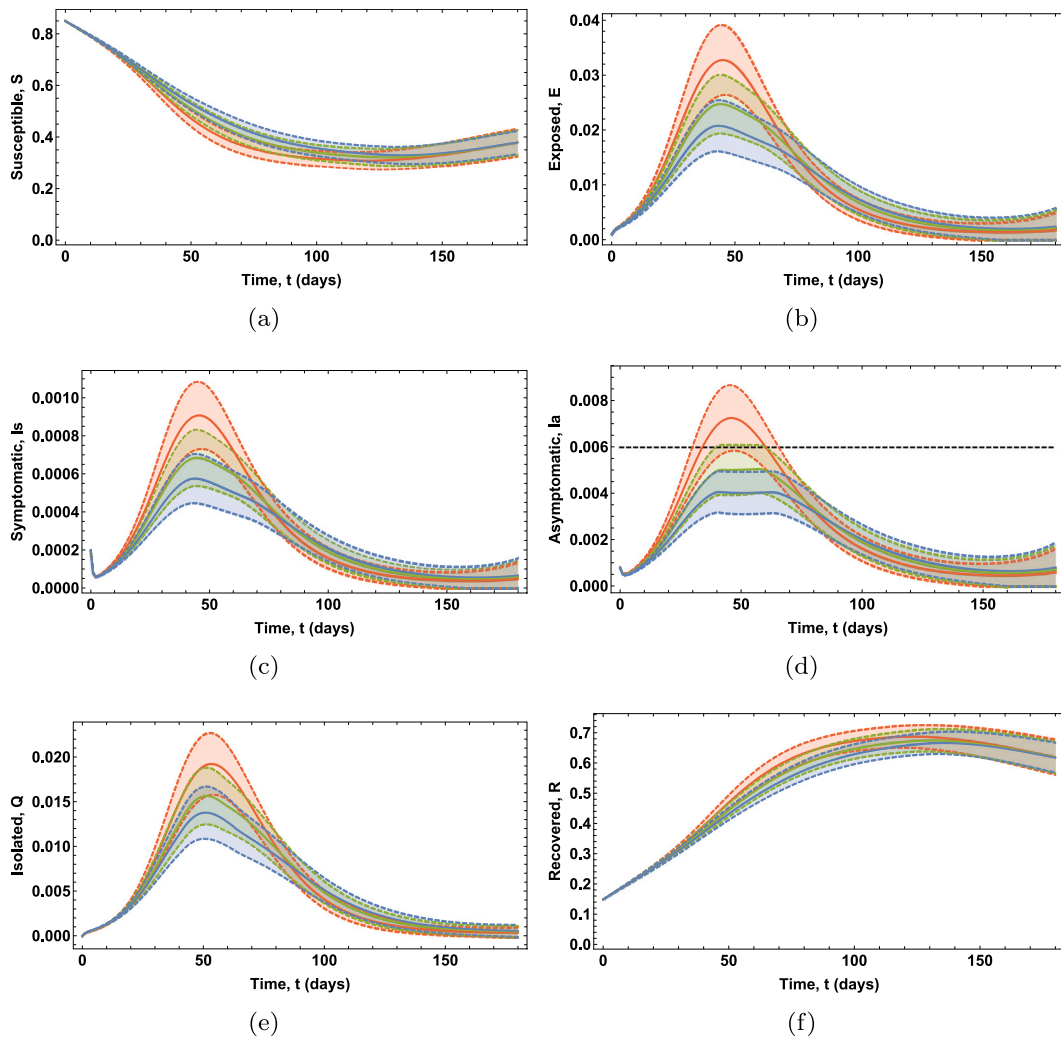 0.8
0.6
0.4
0.2
0.0
Susceptible, S
0 50 100 150
Time, t (days)
(a)
0.04
0.03
0.02
0.01
0.00
Exposed, E
0 50 100 150
Time, t (days)
(b)
0.0010
0.0008
0.0006
0.0004
0.0002
0.0000
Symptomatic, Is
0 50 100 150
Time, t (days)
(c)
0.008
0.006
0.004
0.002
0.000
Asymptomatic, Ia
0 50 100 150
Time, t (days)
(d)
0.020
0.015
0.010
0.005
0.000
Isolated, Q
0 50 100 150
Time, t (days)
(e)
0.7
0.6
0.5
0.4
0.3
0.2
0.1
0.0
Recovered, R
0 50 100 150
Time, t (days)
(f)